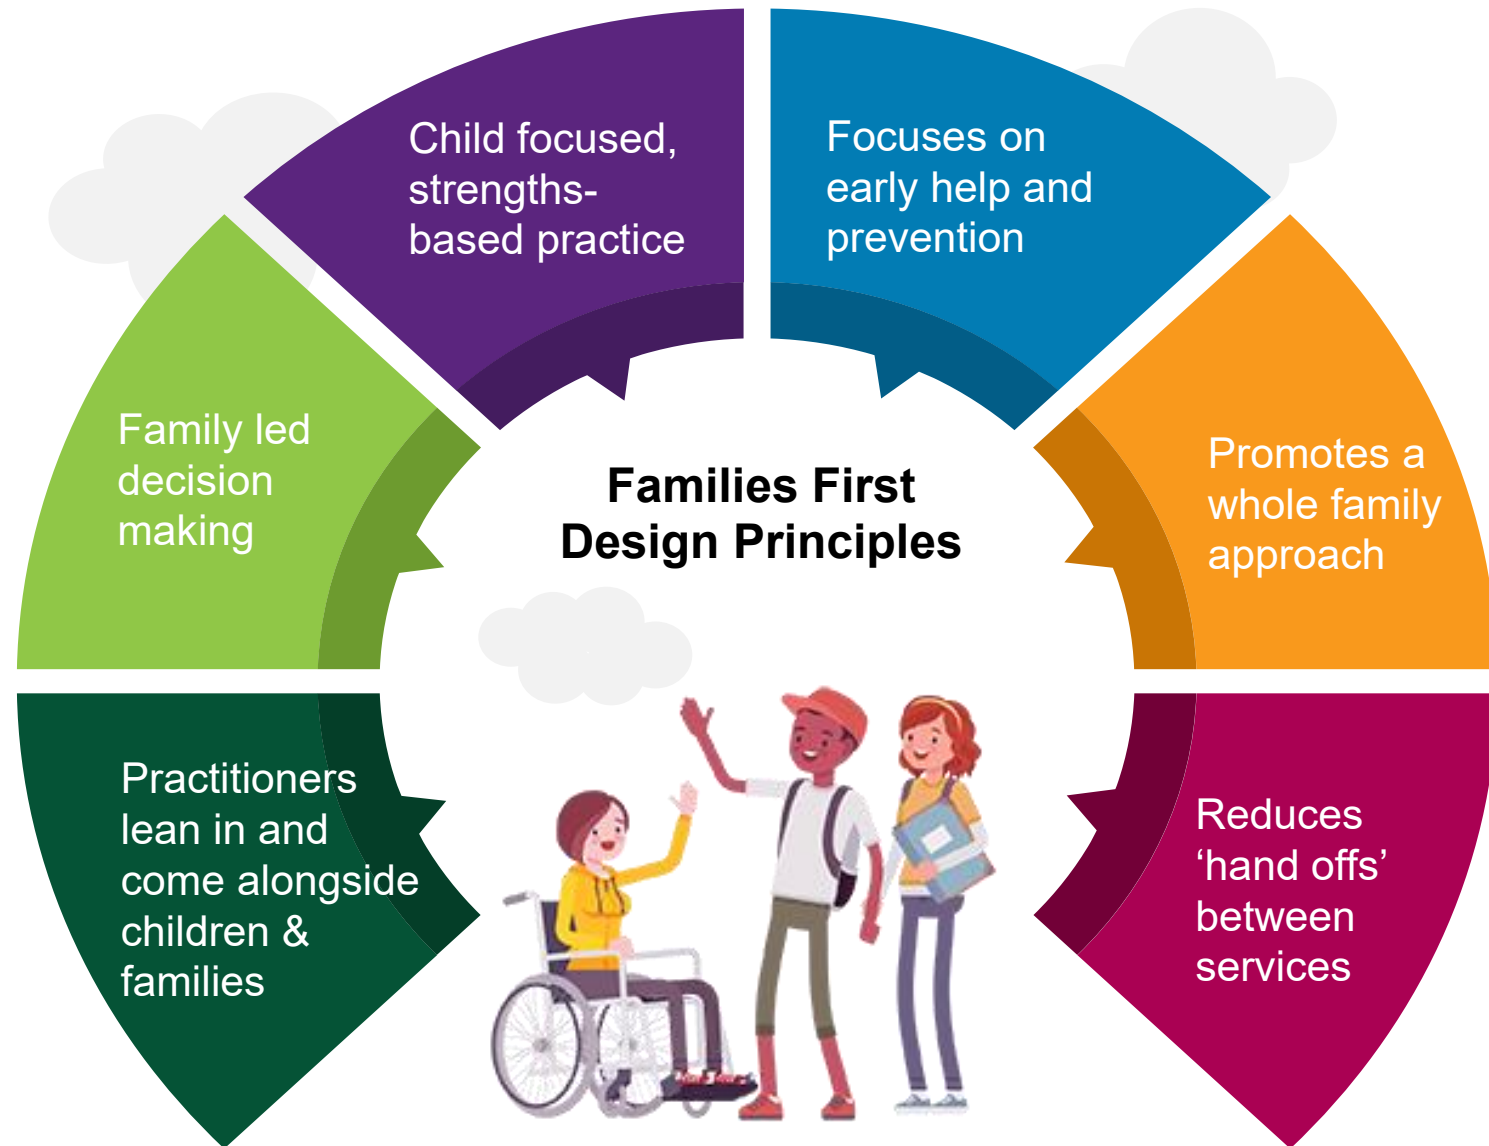 Families First
Design Principles
Practitioners
lean in and
come alongside
children &
families
Family led
decision
making
Child focused,
strengths-
based practice
Focuses on
early help and
prevention
Promotes a
whole family
approach
Reduces
‘hand offs’
between
services